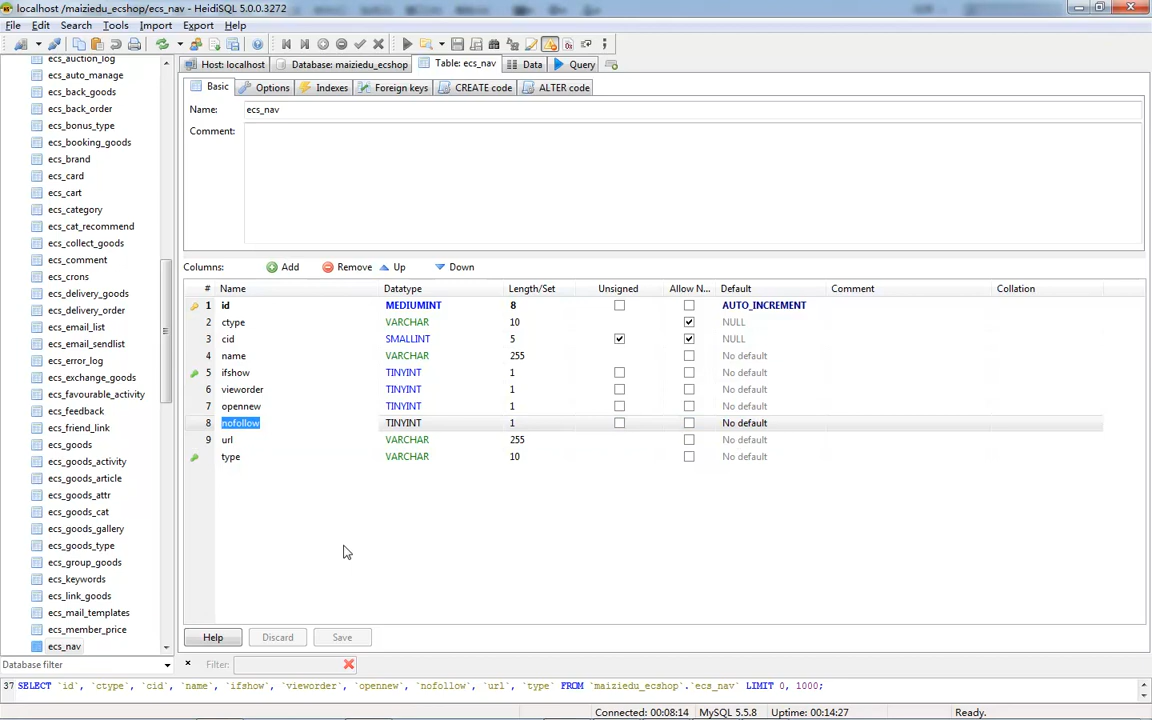 localhost /maiziedu_ecshop/ecs_nav - HeidiSQL 5.0.0.3272
File Edit Search Tools Import Export Help
Host: localhost Database: maiziedu_ecshop Table: ecs_nav Data Query
Basic Options Indexes Foreign keys CREATE code ALTER code
Name: ecs_nav
Comment:
Columns: Add Remove Up Down
# Name Datatype Length/Set Unsigned Allow N... Default Comment Collation
1 id MEDIUMINT 8 AUTO_INCREMENT
2 ctype VARCHAR 10 NULL
3 cid SMALLINT 5 NULL
4 name VARCHAR 255 No default
5 ifshow TINYINT 1 No default
6 vieworder TINYINT 1 No default
7 opennew TINYINT 1 No default
8 nofollow TINYINT 1 No default
9 url VARCHAR 255 No default
10 type VARCHAR 10 No default
ecs_auction_log
ecs_auto_manage
ecs_back_goods
ecs_back_order
ecs_bonus_type
ecs_booking_goods
ecs_brand
ecs_card
ecs_cart
ecs_category
ecs_cat_recommend
ecs_collect_goods
ecs_comment
ecs_crons
ecs_delivery_goods
ecs_delivery_order
ecs_email_list
ecs_email_sendlist
ecs_error_log
ecs_exchange_goods
ecs_favourable_activity
ecs_feedback
ecs_friend_link
ecs_goods
ecs_goods_activity
ecs_goods_article
ecs_goods_attr
ecs_goods_cat
ecs_goods_gallery
ecs_goods_type
ecs_group_goods
ecs_keywords
ecs_link_goods
ecs_mail_templates
ecs_member_price
ecs_nav
Help Discard Save
Database filter
Filter:
37 SELECT `id`, `ctype`, `cid`, `name`, `ifshow`, `vieworder`, `opennew`, `nofollow`, `url`, `type` FROM `maiziedu_ecshop`.`ecs_nav` LIMIT 0, 1000;
Connected: 00:08:14 MySQL 5.5.8 Uptime: 00:14:27 Ready.